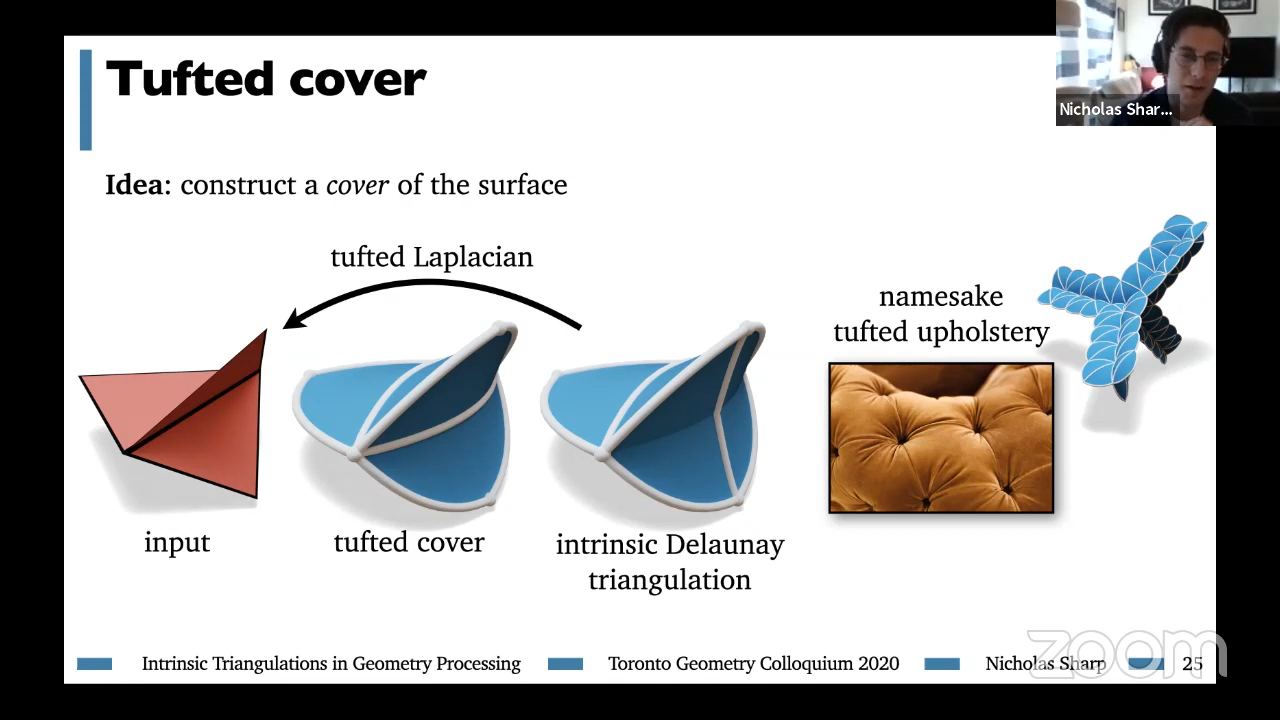 Tufted cover
Nicholas Shar...
Idea: construct a cover of the surface
tufted Laplacian
namesake
tufted upholstery
input
tufted cover
intrinsic Delaunay
triangulation
zoom
Intrinsic Triangulations in Geometry Processing
Toronto Geometry Colloquium 2020
Nicholas Sharp
25